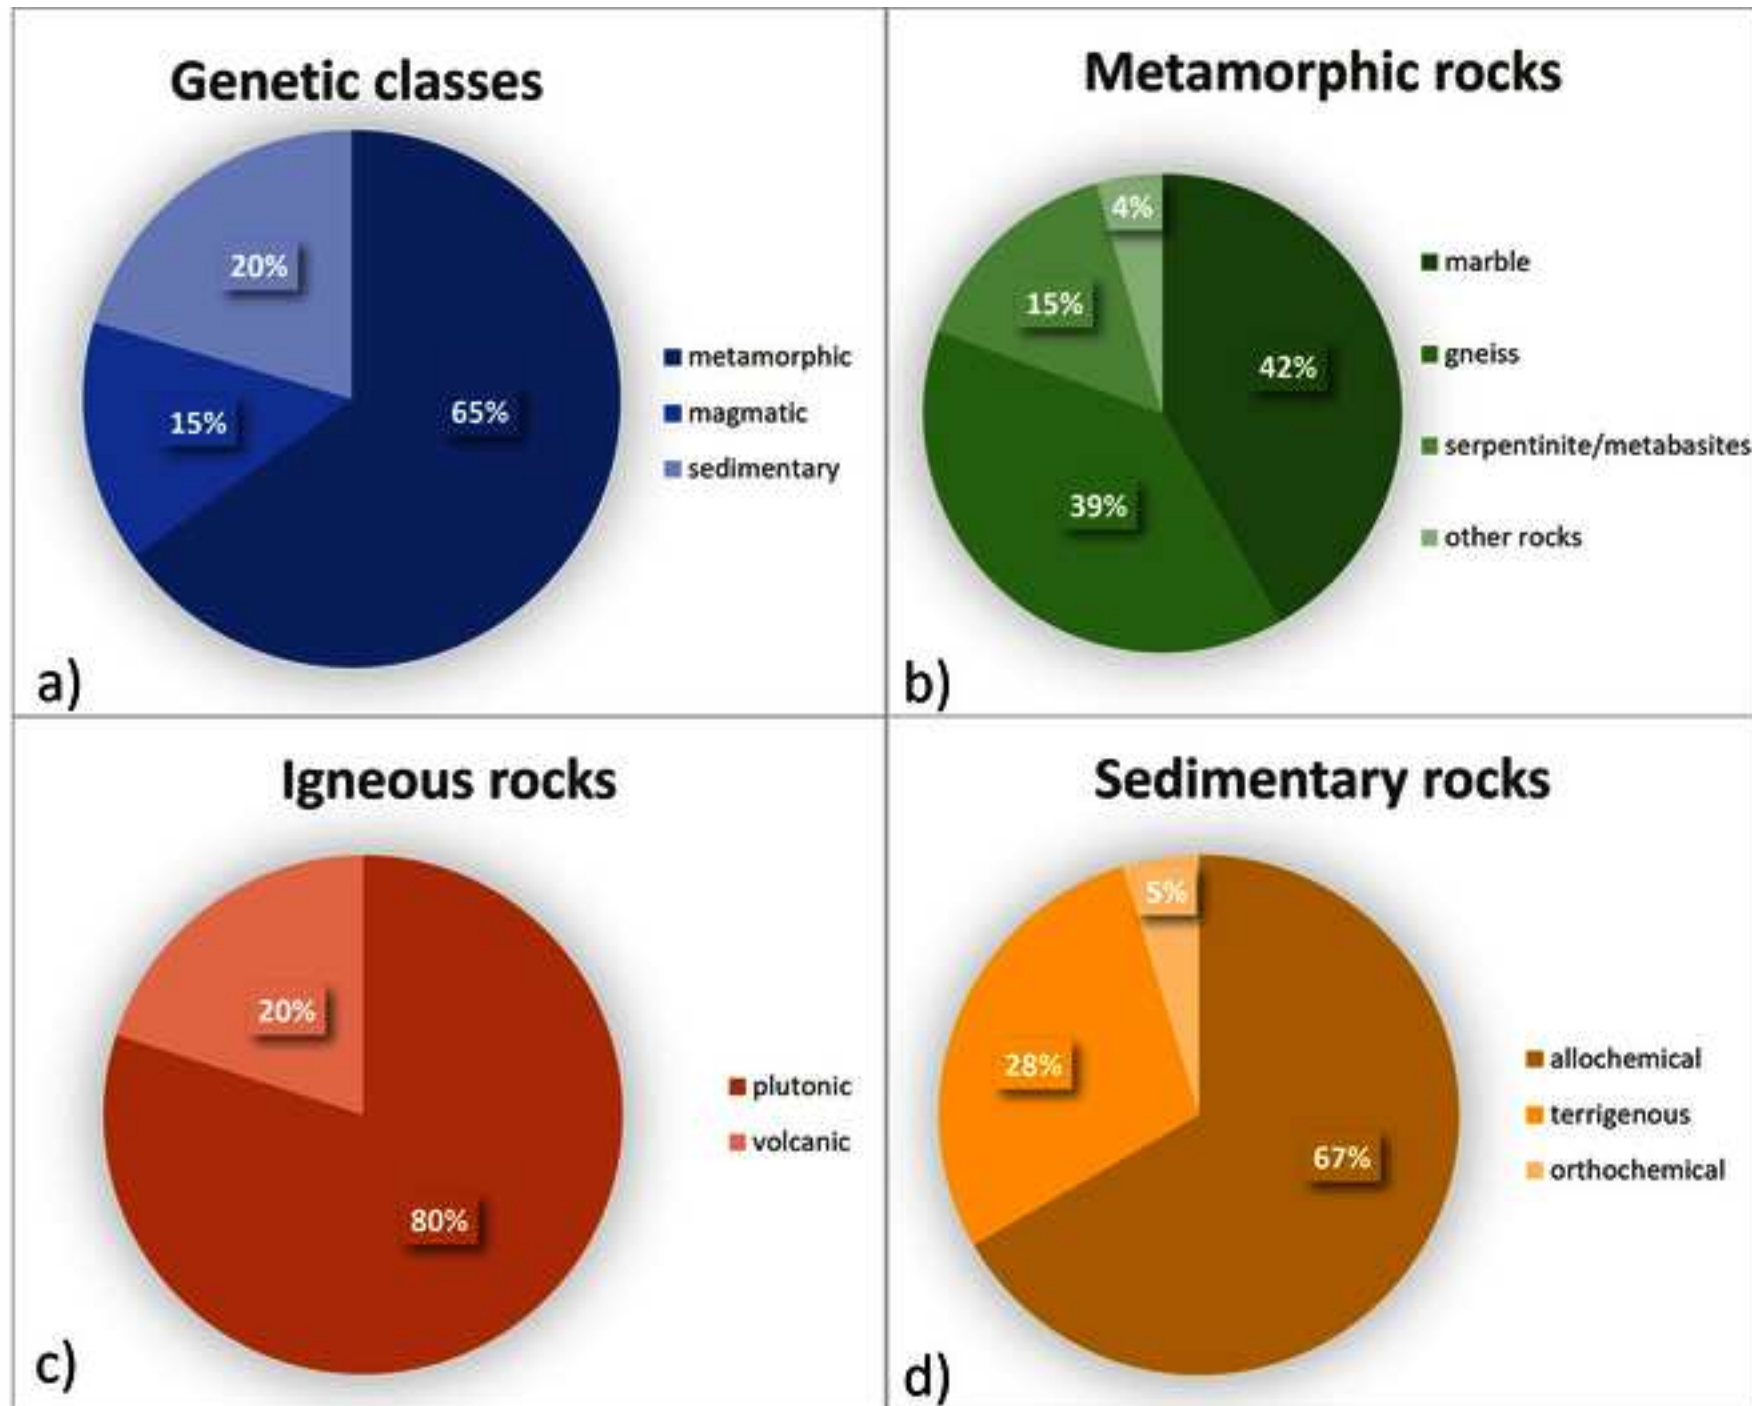 Genetic classes
20%
15%
65%
metamorphic
magmatic
sedimentary
a)
Metamorphic rocks
4%
15%
42%
39%
marble
gneiss
serpentinite/metabasites
other rocks
b)
Igneous rocks
20%
80%
plutonic
volcanic
c)
Sedimentary rocks
5%
28%
67%
allochemical
terrigenous
orthochemical
d)